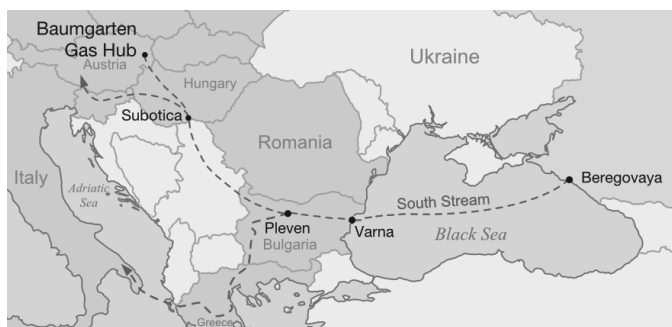 Baumgarten
Gas Hub
Austria
Ukraine
Hungary
Subotica
Romania
Italy
Adriatic
Sea
Beregovaya
South Stream
Pleven
Varna
Bulgaria
Black Sea
Greece